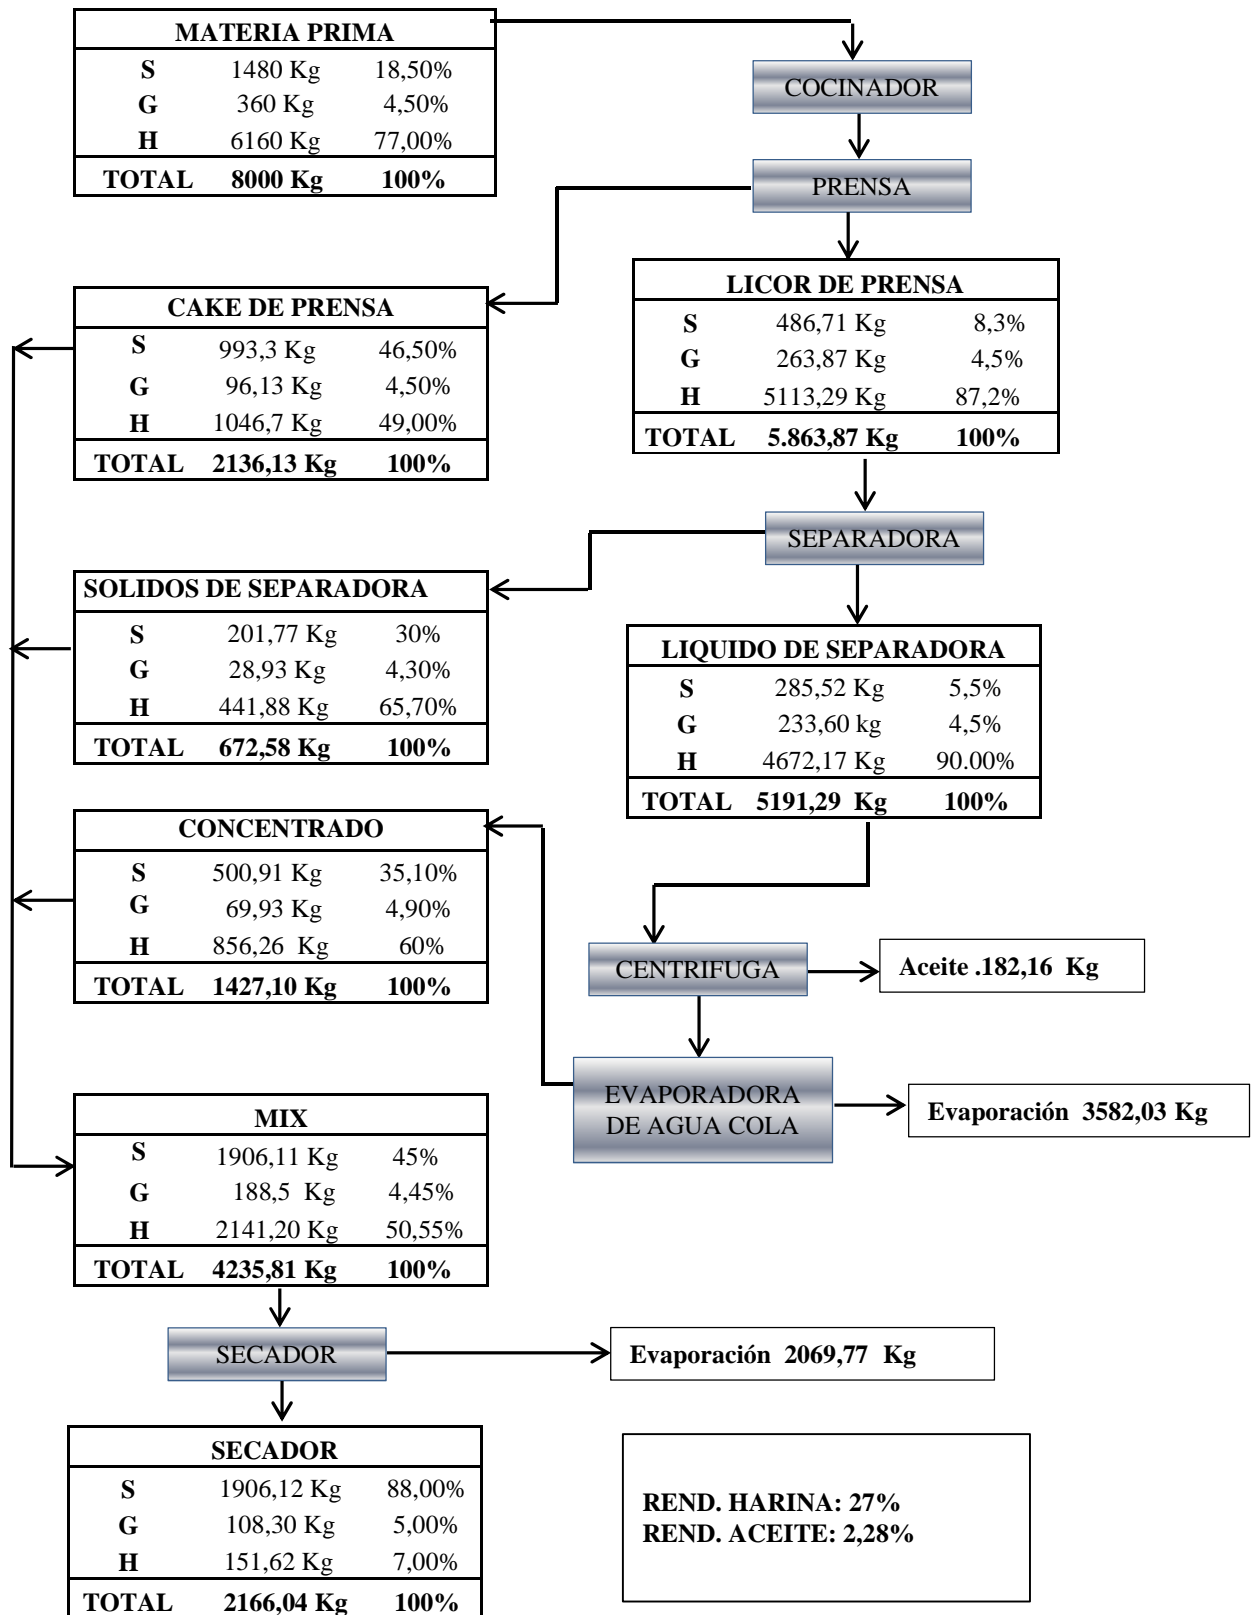 MATERIA PRIMA
S 1480 Kg 18,50%
G 360 Kg 4,50%
H 6160 Kg 77,00%
TOTAL 8000 Kg 100%
COCINADOR
PRENSA
LICOR DE PRENSA
S 486,71 Kg 8,3%
G 263,87 Kg 4,5%
H 5113,29 Kg 87,2%
TOTAL 5.863,87 Kg 100%
CAKE DE PRENSA
S 993,3 Kg 46,50%
G 96,13 Kg 4,50%
H 1046,7 Kg 49,00%
TOTAL 2136,13 Kg 100%
SEPARADORA
SOLIDOS DE SEPARADORA
S 201,77 Kg 30%
G 28,93 Kg 4,30%
H 441,88 Kg 65,70%
TOTAL 672,58 Kg 100%
LIQUIDO DE SEPARADORA
S 285,52 Kg 5,5%
G 233,60 kg 4,5%
H 4672,17 Kg 90.00%
TOTAL 5191,29 Kg 100%
CONCENTRADO
S 500,91 Kg 35,10%
G 69,93 Kg 4,90%
H 856,26 Kg 60%
TOTAL 1427,10 Kg 100%
CENTRIFUGA
Aceite .182,16 Kg
EVAPORADORA
DE AGUA COLA
Evaporación 3582,03 Kg
MIX
S 1906,11 Kg 45%
G 188,5 Kg 4,45%
H 2141,20 Kg 50,55%
TOTAL 4235,81 Kg 100%
SECADOR
Evaporación 2069,77 Kg
SECADOR
S 1906,12 Kg 88,00%
G 108,30 Kg 5,00%
H 151,62 Kg 7,00%
TOTAL 2166,04 Kg 100%
REND. HARINA: 27%
REND. ACEITE: 2,28%